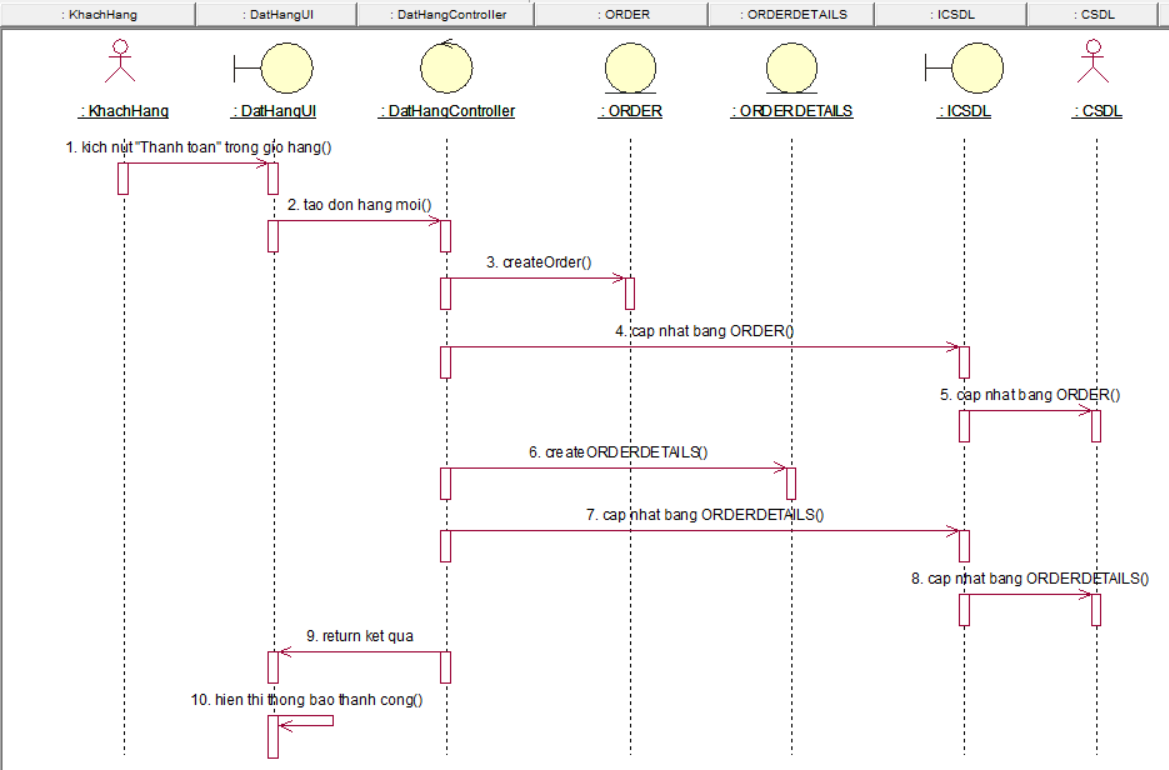 : KhachHang
: DatHangUI
: DatHangController
: ORDER
: ORDERDETAILS
: ICSDL
: CSDL
: KhachHang
: DatHangUI
: DatHangController
: ORDER
: ORDERDETAILS
: ICSDL
: CSDL
1. kich nut "Thanh toan" trong gio hang()
2. tao don hang moi()
3. createOrder()
4. cap nhat bang ORDER()
5. cap nhat bang ORDER()
6. createORDERDETAILS()
7. cap nhat bang ORDERDETAILS()
8. cap nhat bang ORDERDETAILS()
9. return ket qua
10. hien thi thong bao thanh cong()